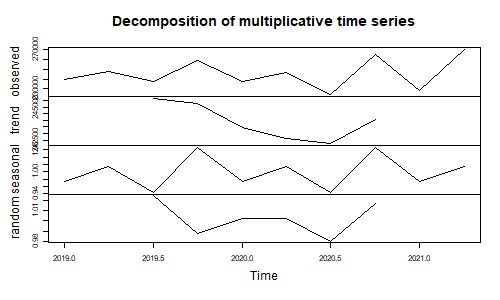 Decomposition of multiplicative time series
observed
270000
trend
245000
seasonal
1.00
0.94
random
1.01
0.98
2019.0 2019.5 2020.0 2020.5 2021.0
Time